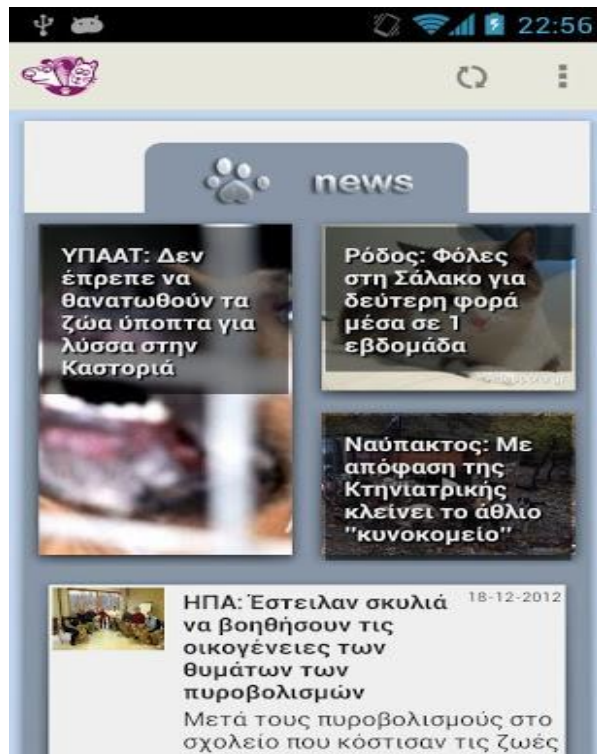 22:56
news
ΥΠΑΑΤ: Δεν
έπρεπε να
θανατωθούν τα
ζώα ύποπτα για
λύσσα στην
Καστοριά
Ρόδος: Φόλες
στη Σάλακο για
δεύτερη φορά
μέσα σε 1
εβδομάδα
Ναύπακτος: Με
απόφαση της
Κτηνιατρικής
κλείνει το άθλιο
"κυνοκομείο"
ΗΠΑ: Έστειλαν σκυλιά 18-12-2012
να βοηθήσουν τις
οικογένειες των
θυμάτων των
πυροβολισμών
Μετά τους πυροβολισμούς στο
σχολείο που κόστισαν τις ζωές